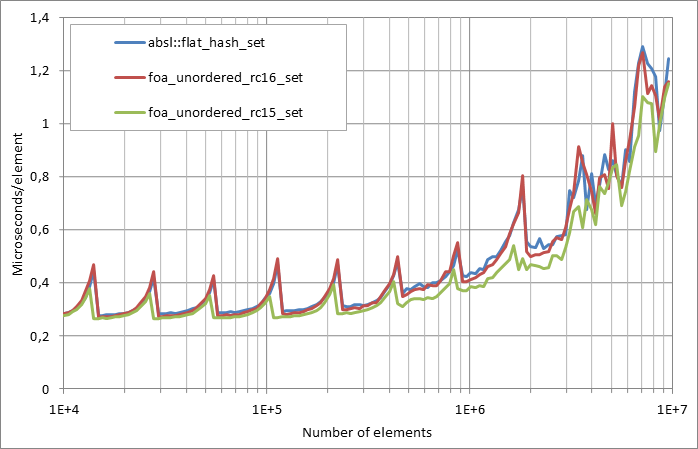 1,4
1,2
1
0,8
0,6
0,4
0,2
0
Microseconds/element
absl::flat_hash_set
foa_unordered_rc16_set
foa_unordered_rc15_set
1E+4 1E+5 1E+6 1E+7
Number of elements